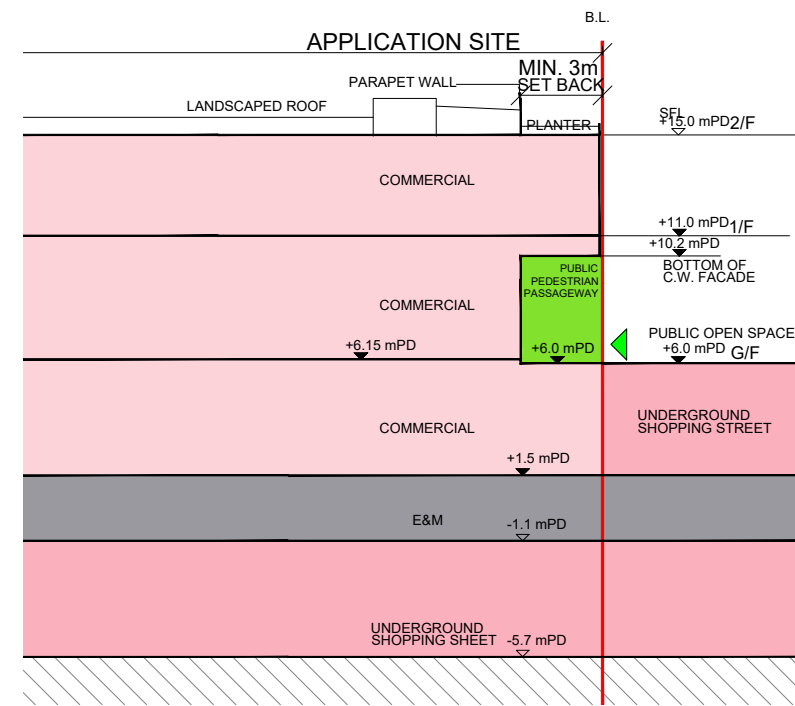 B.L.
APPLICATION SITE
MIN. 3m
SET BACK
PARAPET WALL
LANDSCAPED ROOF
PLANTER
SFL
+15.0 mPD 2/F
COMMERCIAL
+11.0 mPD 1/F
+10.2 mPD
BOTTOM OF
C.W. FACADE
PUBLIC
PEDESTRIAN
PASSAGEWAY
COMMERCIAL
PUBLIC OPEN SPACE
+6.15 mPD
+6.0 mPD
+6.0 mPD G/F
COMMERCIAL
UNDERGROUND
SHOPPING STREET
+1.5 mPD
E&M
-1.1 mPD
UNDERGROUND
SHOPPING SHEET
-5.7 mPD